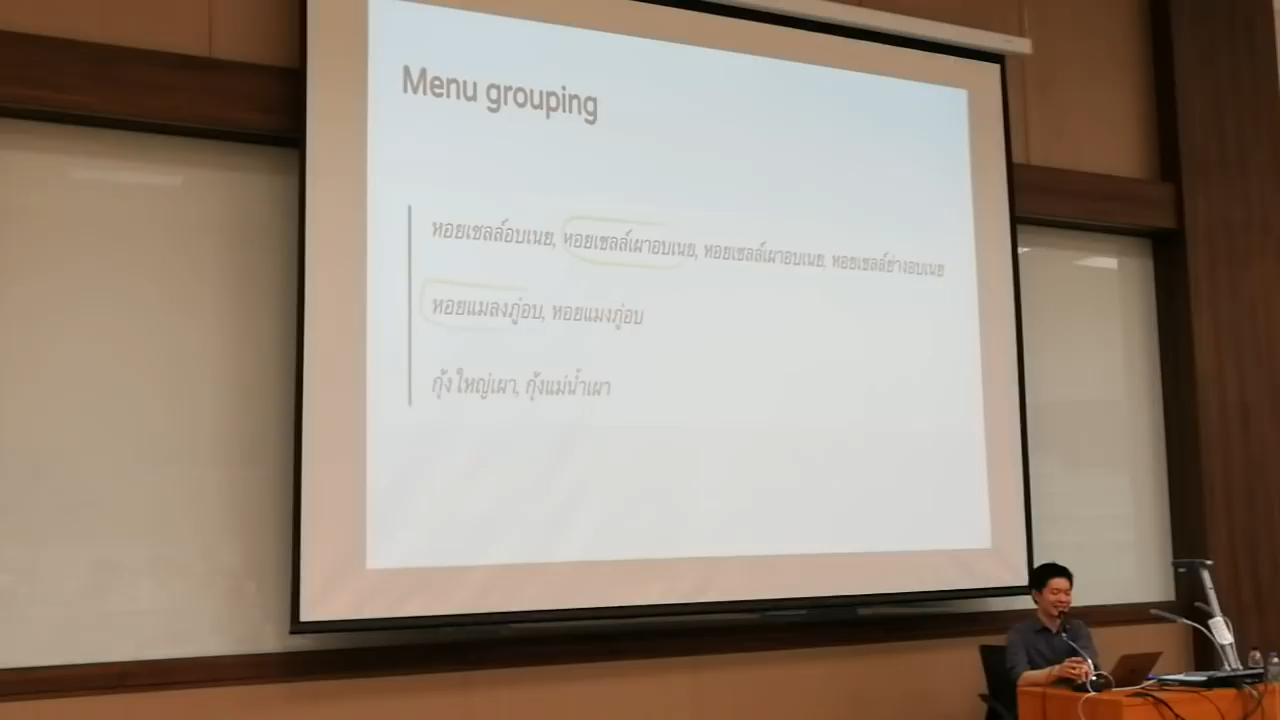 Menu grouping
หอยเชลล์อบเนย, หอยเซลล์เผาอบเนย, หอยเชลล์เผาอบเนย, หอยเชลล์ย่างอบเนย
หอยแมลงภู่อบ, หอยแมงภู่อบ
กุ้งใหญ่เผา, กุ้งแม่น้ำเผา